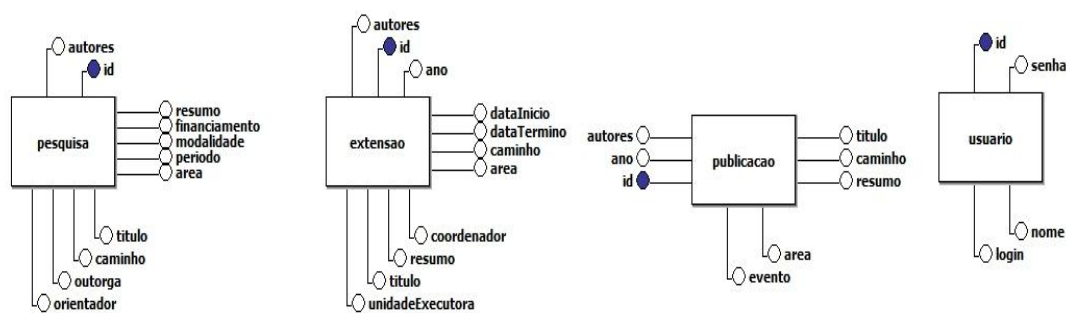 autores
id
resumo
financiamento
modalidade
periodo
area
pesquisa
titulo
caminho
outorga
orientador
autores
id
ano
dataInicio
dataTermino
caminho
area
extensao
coordenador
resumo
titulo
unidadeExecutora
autores
ano
id
publicacao
titulo
caminho
resumo
area
evento
id
senha
usuario
nome
login